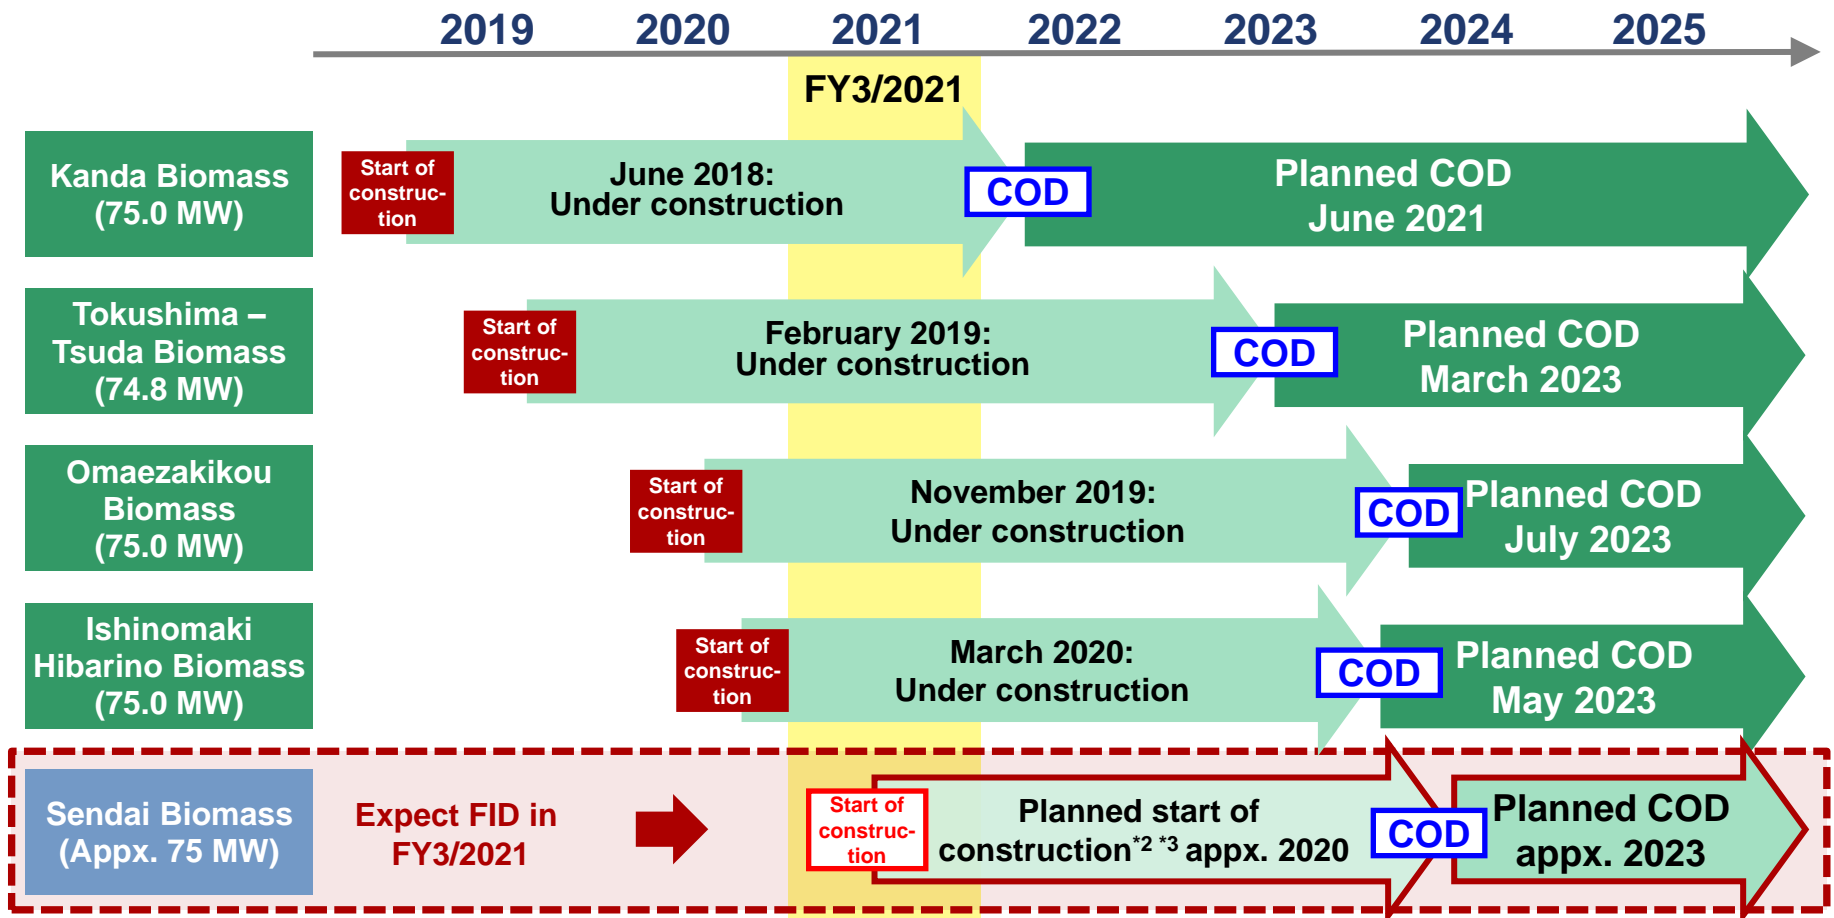 2019 2020 2021 2022 2023 2024 2025
FY3/2021
Kanda Biomass
(75.0 MW)
Start of
construc-
tion
June 2018:
Under construction
COD
Planned COD
June 2021
Tokushima –
Tsuda Biomass
(74.8 MW)
Start of
construc-
tion
February 2019:
Under construction
COD
Planned COD
March 2023
Omaezakikou
Biomass
(75.0 MW)
Start of
construc-
tion
November 2019:
Under construction
COD
Planned COD
July 2023
Ishinomaki
Hibarino Biomass
(75.0 MW)
Start of
construc-
tion
March 2020:
Under construction
COD
Planned COD
May 2023
Sendai Biomass
(Appx. 75 MW)
Expect FID in
FY3/2021
Start of
construc-
tion
Planned start of
construction*2 *3 appx. 2020
COD
Planned COD
appx. 2023